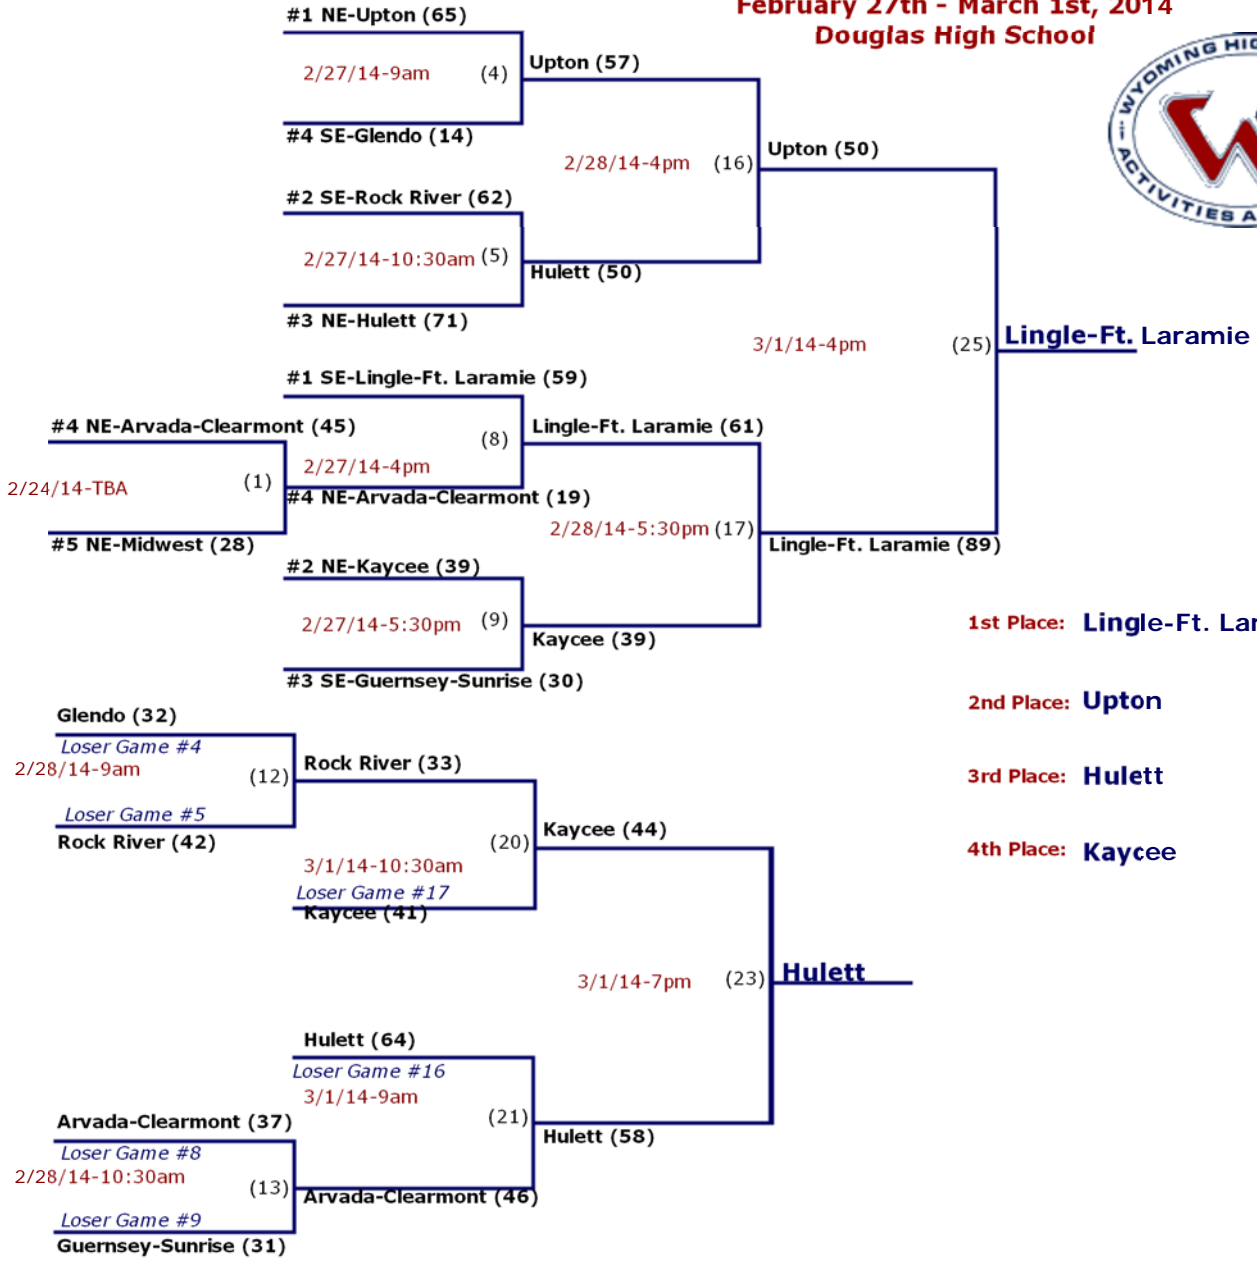 February 27th - March 1st, 2014
Douglas High School
WYOMING HIG
ACTIVITIES A
#1 NE-Upton (65)
2/27/14-9am (4)
#4 SE-Glendo (14)
Upton (57)
2/28/14-4pm (16)
Upton (50)
#2 SE-Rock River (62)
2/27/14-10:30am (5)
Hulett (50)
#3 NE-Hulett (71)
3/1/14-4pm (25)
Lingle-Ft. Laramie
#1 SE-Lingle-Ft. Laramie (59)
#4 NE-Arvada-Clearmont (45)
(8)
Lingle-Ft. Laramie (61)
2/27/14-4pm
2/24/14-TBA (1)
#4 NE-Arvada-Clearmont (19)
#5 NE-Midwest (28)
2/28/14-5:30pm (17)
Lingle-Ft. Laramie (89)
#2 NE-Kaycee (39)
2/27/14-5:30pm (9)
Kaycee (39)
#3 SE-Guernsey-Sunrise (30)
1st Place: Lingle-Ft. Lar
2nd Place: Upton
3rd Place: Hulett
4th Place: Kaycee
Glendo (32)
Loser Game #4
2/28/14-9am
(12)
Rock River (33)
Loser Game #5
Rock River (42)
(20)
Kaycee (44)
3/1/14-10:30am
Loser Game #17
Kaycee (41)
3/1/14-7pm (23)
Hulett
Hulett (64)
Loser Game #16
3/1/14-9am
(21)
Hulett (58)
Arvada-Clearmont (37)
Loser Game #8
2/28/14-10:30am
(13)
Arvada-Clearmont (46)
Loser Game #9
Guernsey-Sunrise (31)